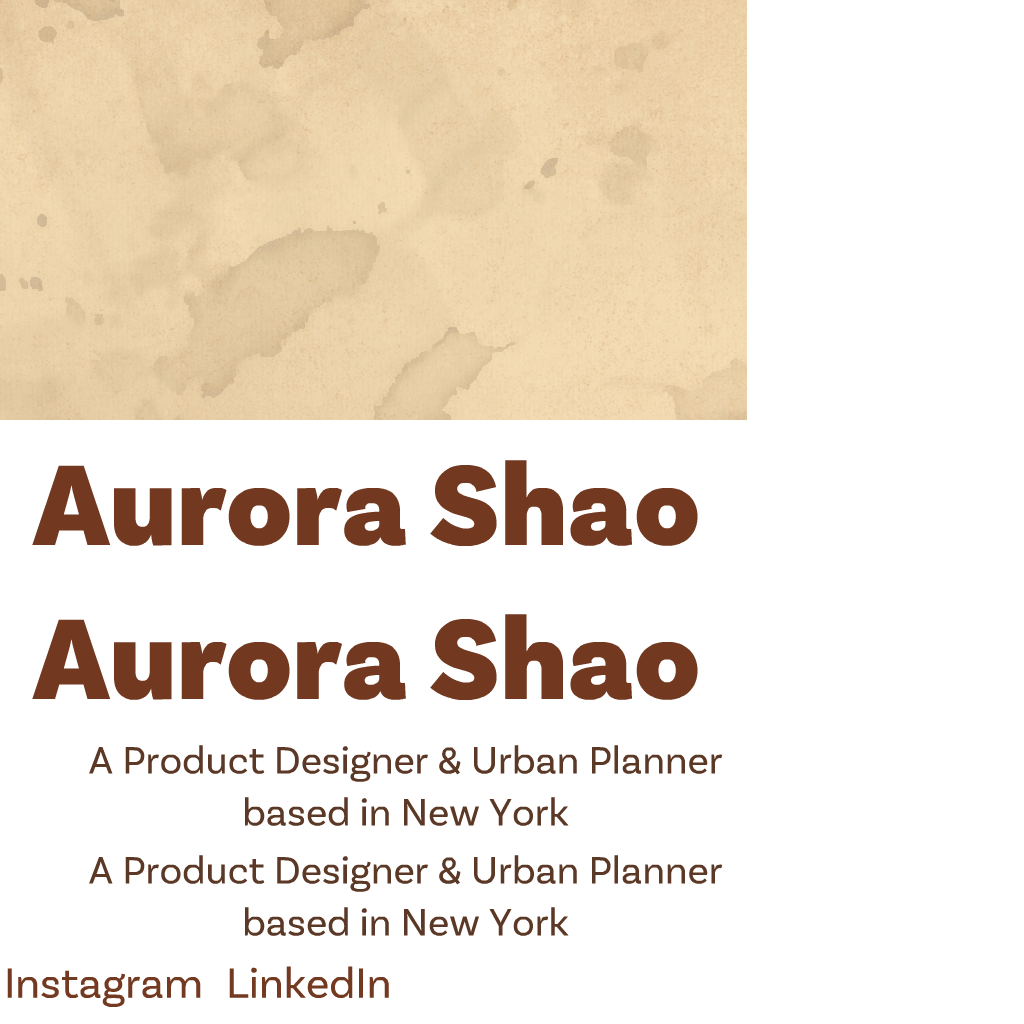 Aurora Shao
Aurora Shao
A Product Designer & Urban Planner
based in New York
A Product Designer & Urban Planner
based in New York
Instagram LinkedIn